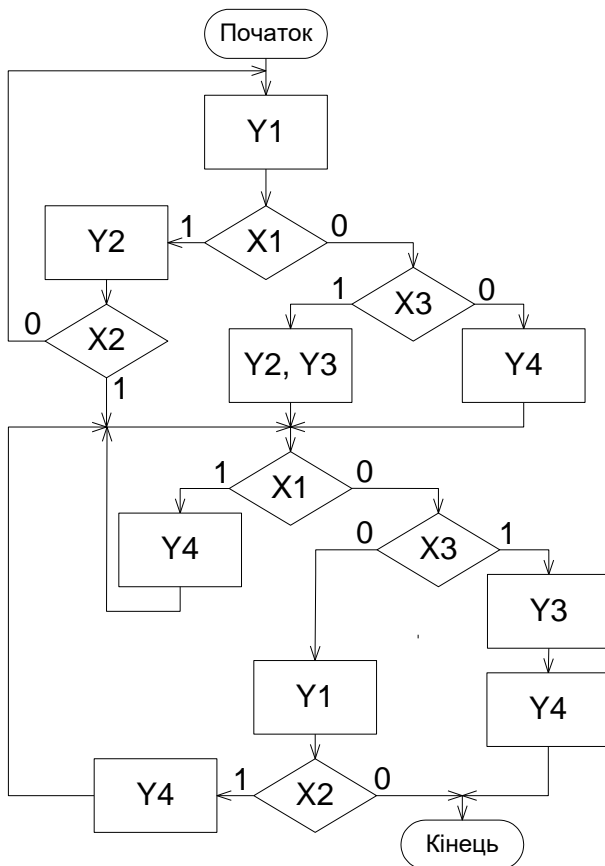 Початок
Y1
1 X1 0
Y2
1 X3 0
0 X2
1
Y2, Y3
Y4
1 X1 0
Y4
0 X3 1
Y3
Y1
Y4
Y4
1 X2 0
Кінець